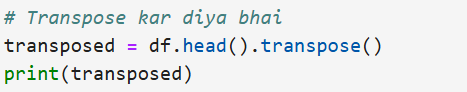 # Transpose kar diya bhai
transposed = df.head().transpose()
print(transposed)